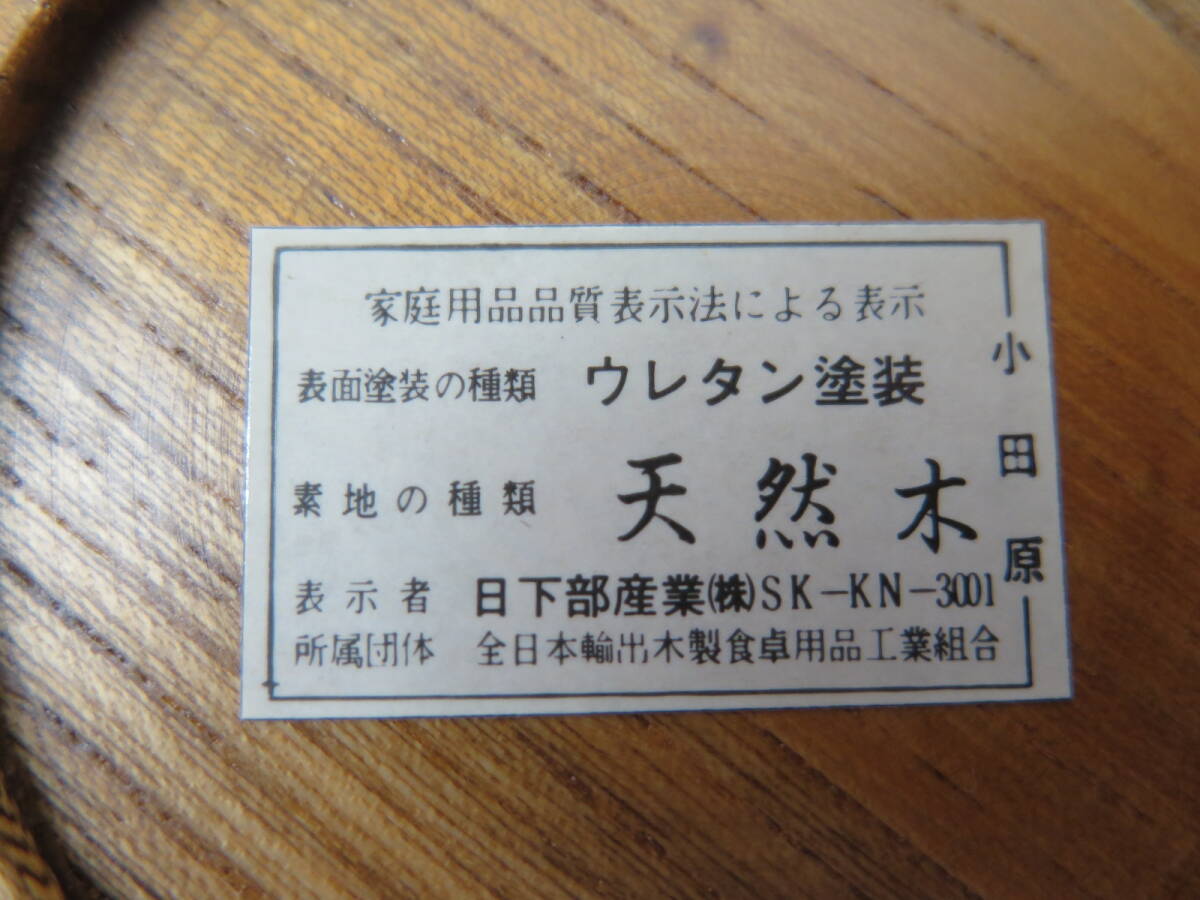 家庭用品品質表示法による表示
表面塗装の種類 ウレタン塗装
素地の種類 天然木
表示者 日下部産業(株)SK-KN-3001
所属団体 全日本輸出木製食卓用品工業組合
小田原